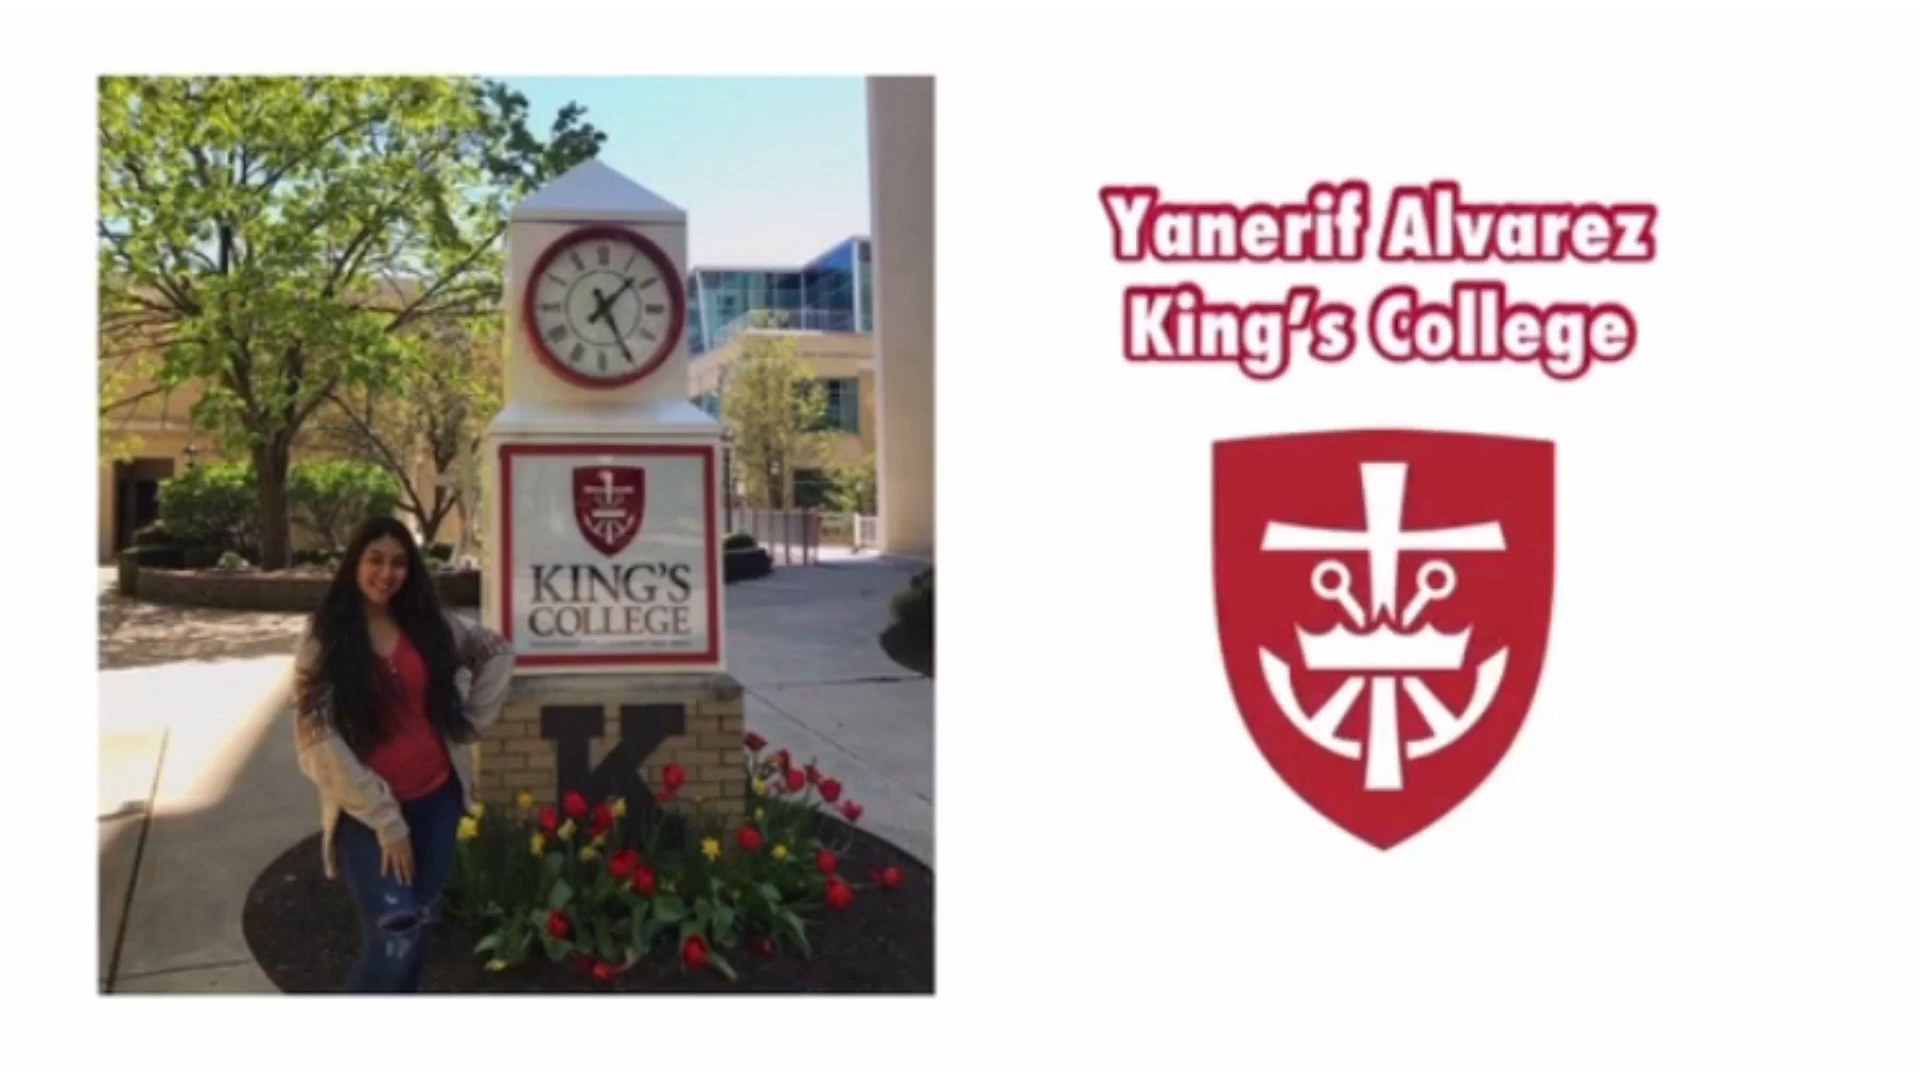 KING'S
COLLEGE
K
Yanerif Alvarez
King's College